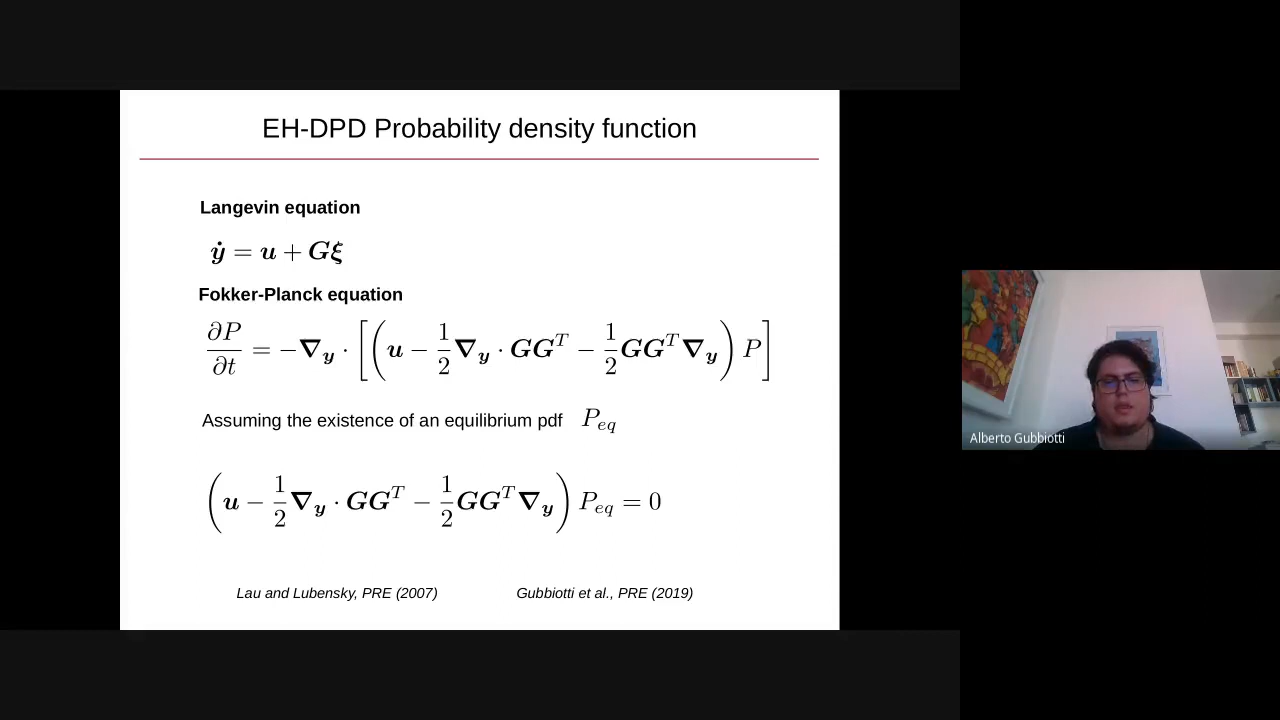 EH-DPD Probability density function
Langevin equation
ẏ = u + Gξ
Fokker-Planck equation
∂P/∂t = −∇_y · [(u − 1/2 ∇_y · GG^T − 1/2 GG^T ∇_y) P]
Assuming the existence of an equilibrium pdf P_eq
(u − 1/2 ∇_y · GG^T − 1/2 GG^T ∇_y) P_eq = 0
Lau and Lubensky, PRE (2007) Gubbiotti et al., PRE (2019)
Alberto Gubbiotti